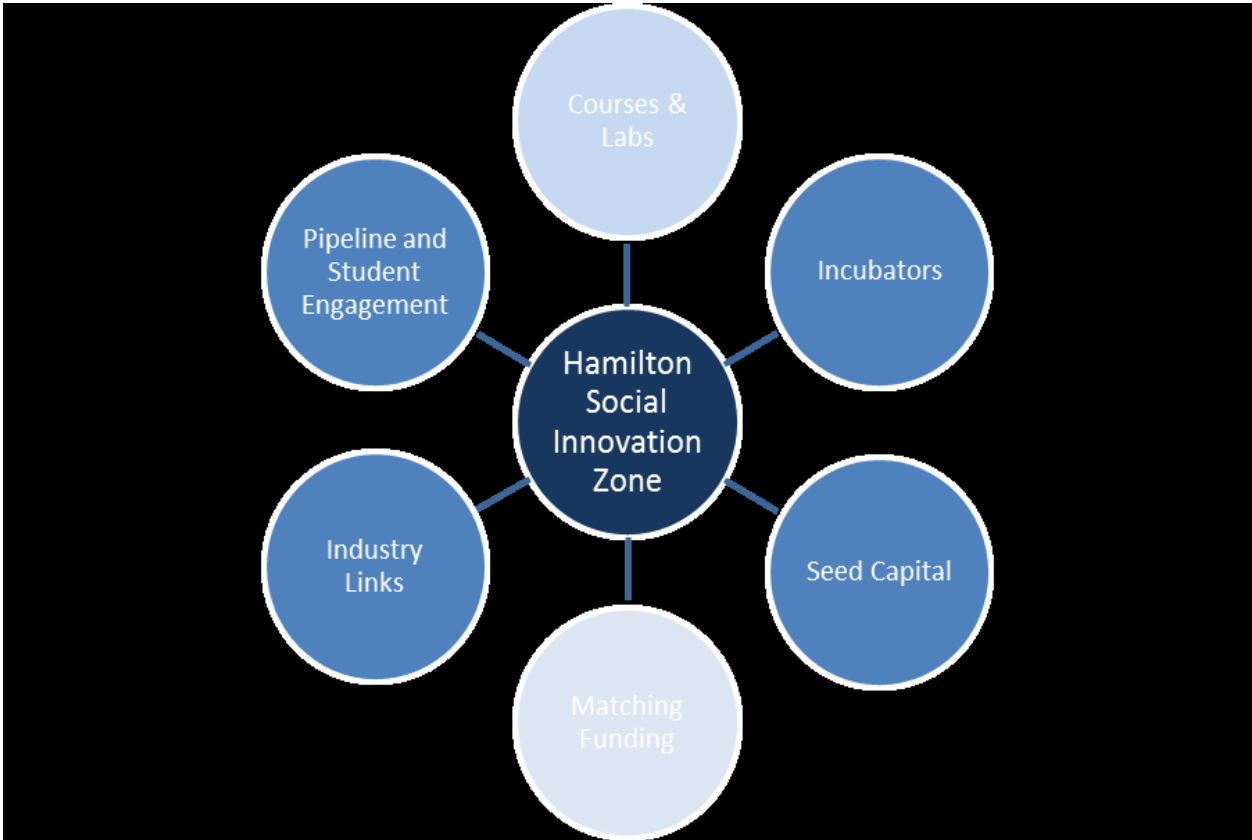 Courses &
Labs
Pipeline and
Student
Engagement
Incubators
Hamilton
Social
Innovation
Zone
Industry
Links
Seed Capital
Matching
Funding